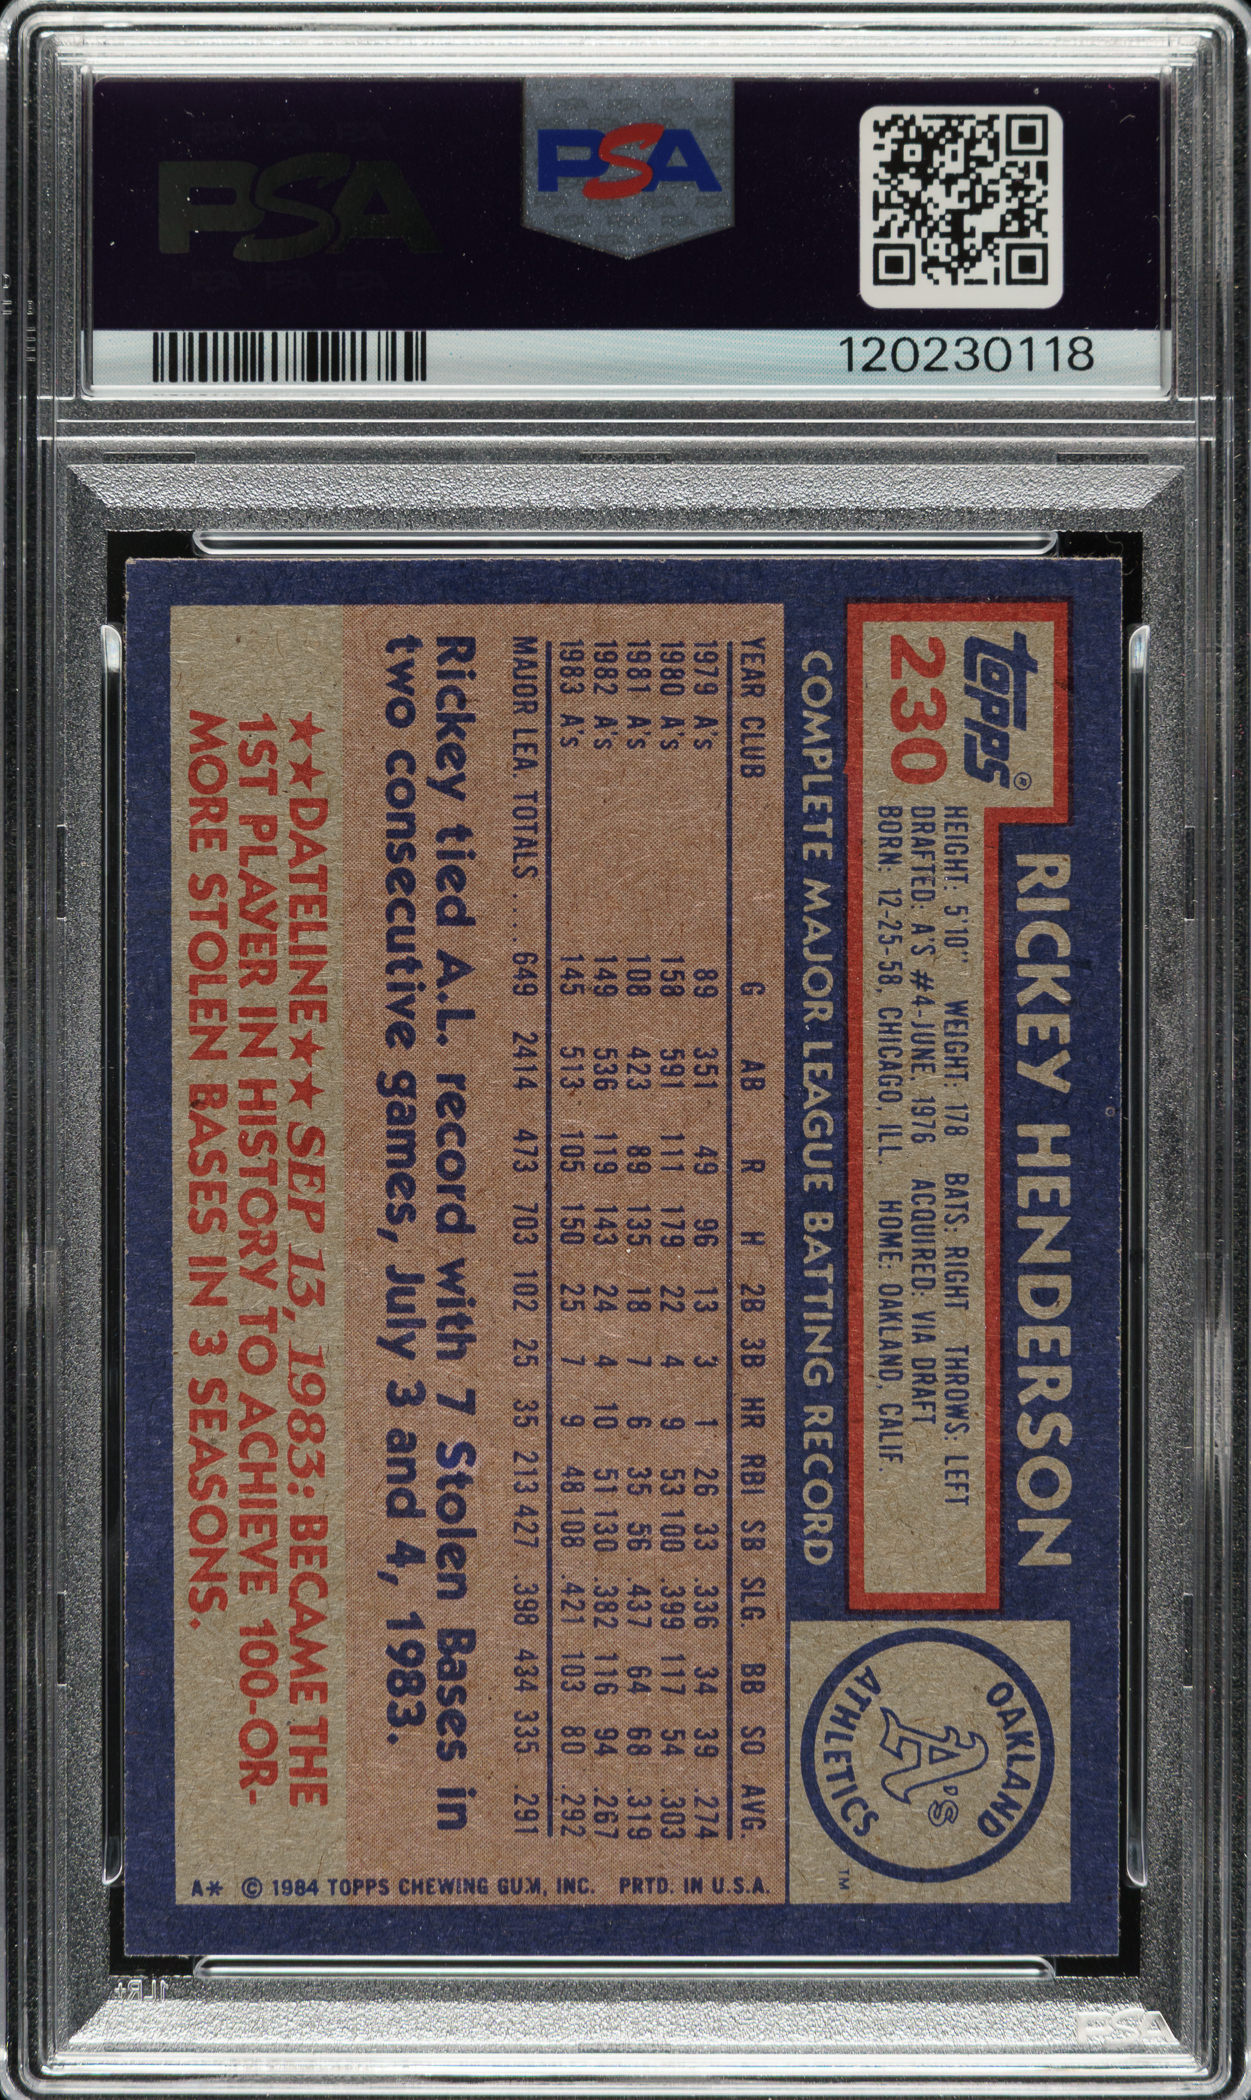 PSA
PSA
120230118
topps®
230
RICKEY HENDERSON
HEIGHT: 5'10" WEIGHT: 178 BATS: RIGHT THROWS: LEFT
DRAFTED: A'S #4-JUNE, 1976 ACQUIRED: VIA DRAFT
BORN: 12-25-58, CHICAGO, ILL. HOME: OAKLAND, CALIF.
OAKLAND
A's
ATHLETICS
TM
COMPLETE MAJOR LEAGUE BATTING RECORD
YEAR CLUB G AB R H 2B 3B HR RBI SB SLG. BB SO AVG.
1979 A's 89 351 49 96 13 3 1 26 33 .336 34 39 .274
1980 A's 158 591 111 179 22 4 9 53 100 .399 117 54 .303
1981 A's 108 423 89 135 18 7 6 35 56 .437 64 68 .319
1982 A's 149 536 119 143 24 4 10 51 130 .382 116 94 .267
1983 A's 145 513 105 150 25 7 9 48 108 .421 103 80 .292
MAJOR LEA. TOTALS .... 649 2414 473 703 102 25 35 213 427 .398 434 335 .291
Rickey tied A.L. record with 7 Stolen Bases in
two consecutive games, July 3 and 4, 1983.
★★DATELINE★★ SEP 13, 1983: BECAME THE
1ST PLAYER IN HISTORY TO ACHIEVE 100-OR-
MORE STOLEN BASES IN 3 SEASONS.
A* © 1984 TOPPS CHEWING GUM, INC. PRTD. IN U.S.A.
PSA